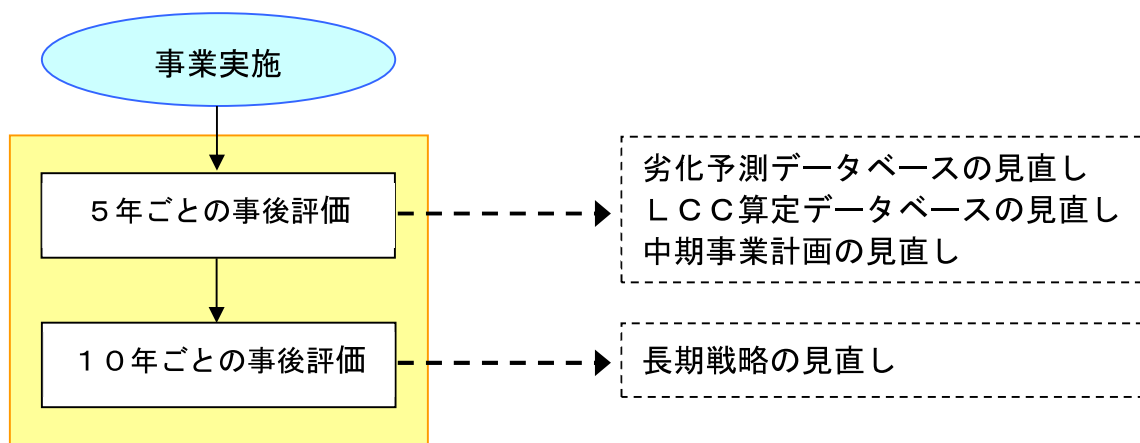 事業実施
５年ごとの事後評価
劣化予測データベースの見直し
ＬＣＣ算定データベースの見直し
中期事業計画の見直し
１０年ごとの事後評価
長期戦略の見直し